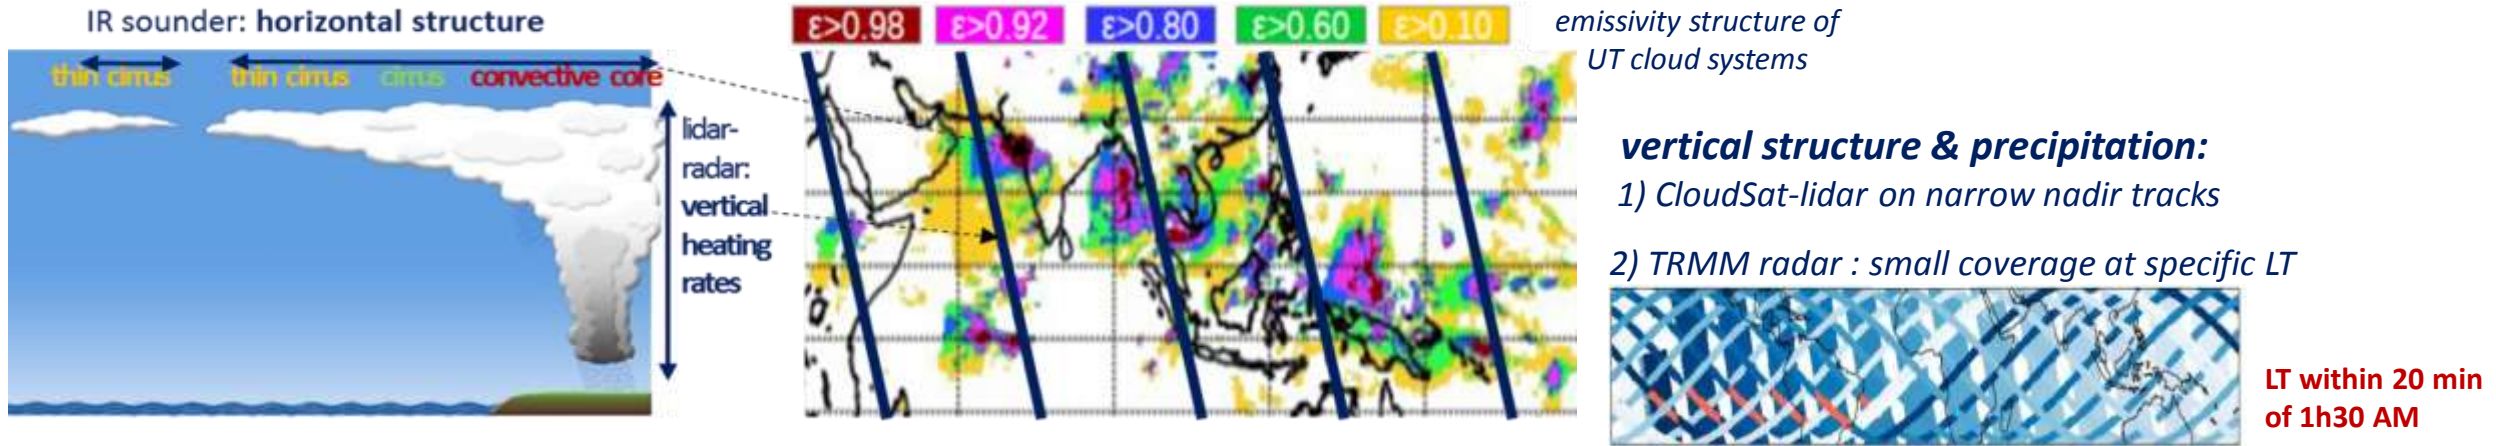 IR sounder: horizontal structure
thin cirrus
thin cirrus cirrus convective core
lidar-
radar:
vertical
heating
rates
ε>0.98 ε>0.92 ε>0.80 ε>0.60 ε>0.10
emissivity structure of
UT cloud systems
vertical structure & precipitation:
1) CloudSat-lidar on narrow nadir tracks
2) TRMM radar : small coverage at specific LT
LT within 20 min
of 1h30 AM